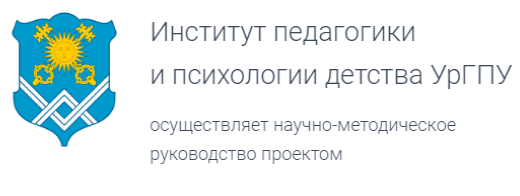 Институт педагогики
и психологии детства УрГПУ
осуществляет научно-методическое
руководство проектом